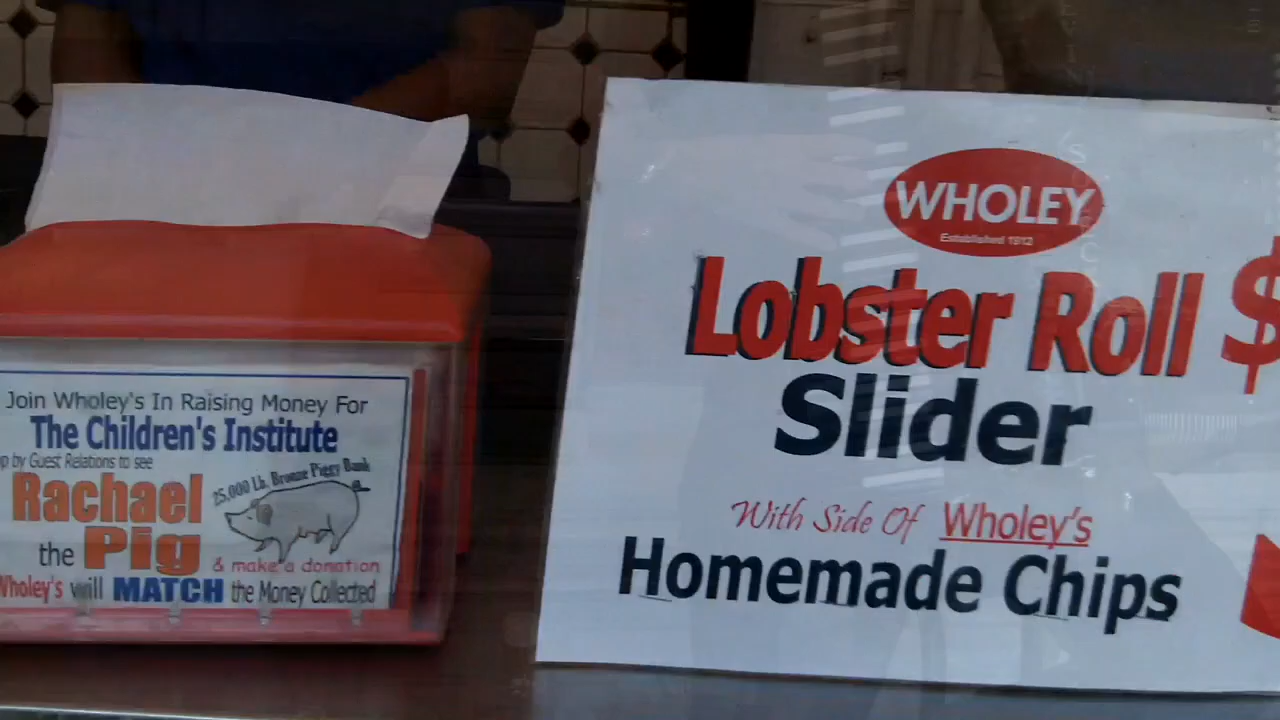 Join Wholey's In Raising Money For
The Children's Institute
by Guest Relations to see
25,000 Lb. Bronze Piggy Bank
Rachael
the Pig
& make a donation
Wholey's will MATCH the Money Collected
WHOLEY
Established 1912
Lobster Roll $
Slider
With Side Of Wholey's
Homemade Chips